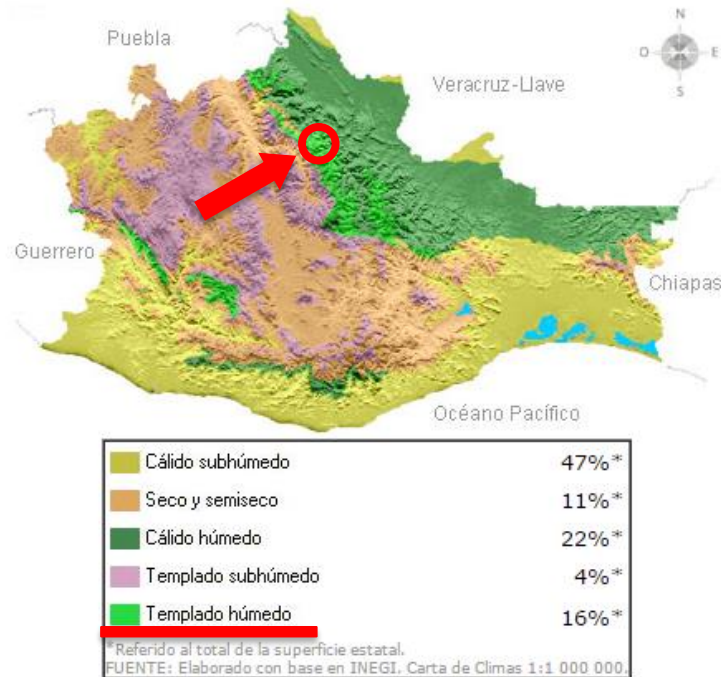 Puebla
N
O
E
S
Veracruz-Llave
Guerrero
Chiapas
Océano Pacífico
Cálido subhúmedo 47%*
Seco y semiseco 11%*
Cálido húmedo 22%*
Templado subhúmedo 4%*
Templado húmedo 16%*
*Referido al total de la superficie estatal.
FUENTE: Elaborado con base en INEGI. Carta de Climas 1:1 000 000.